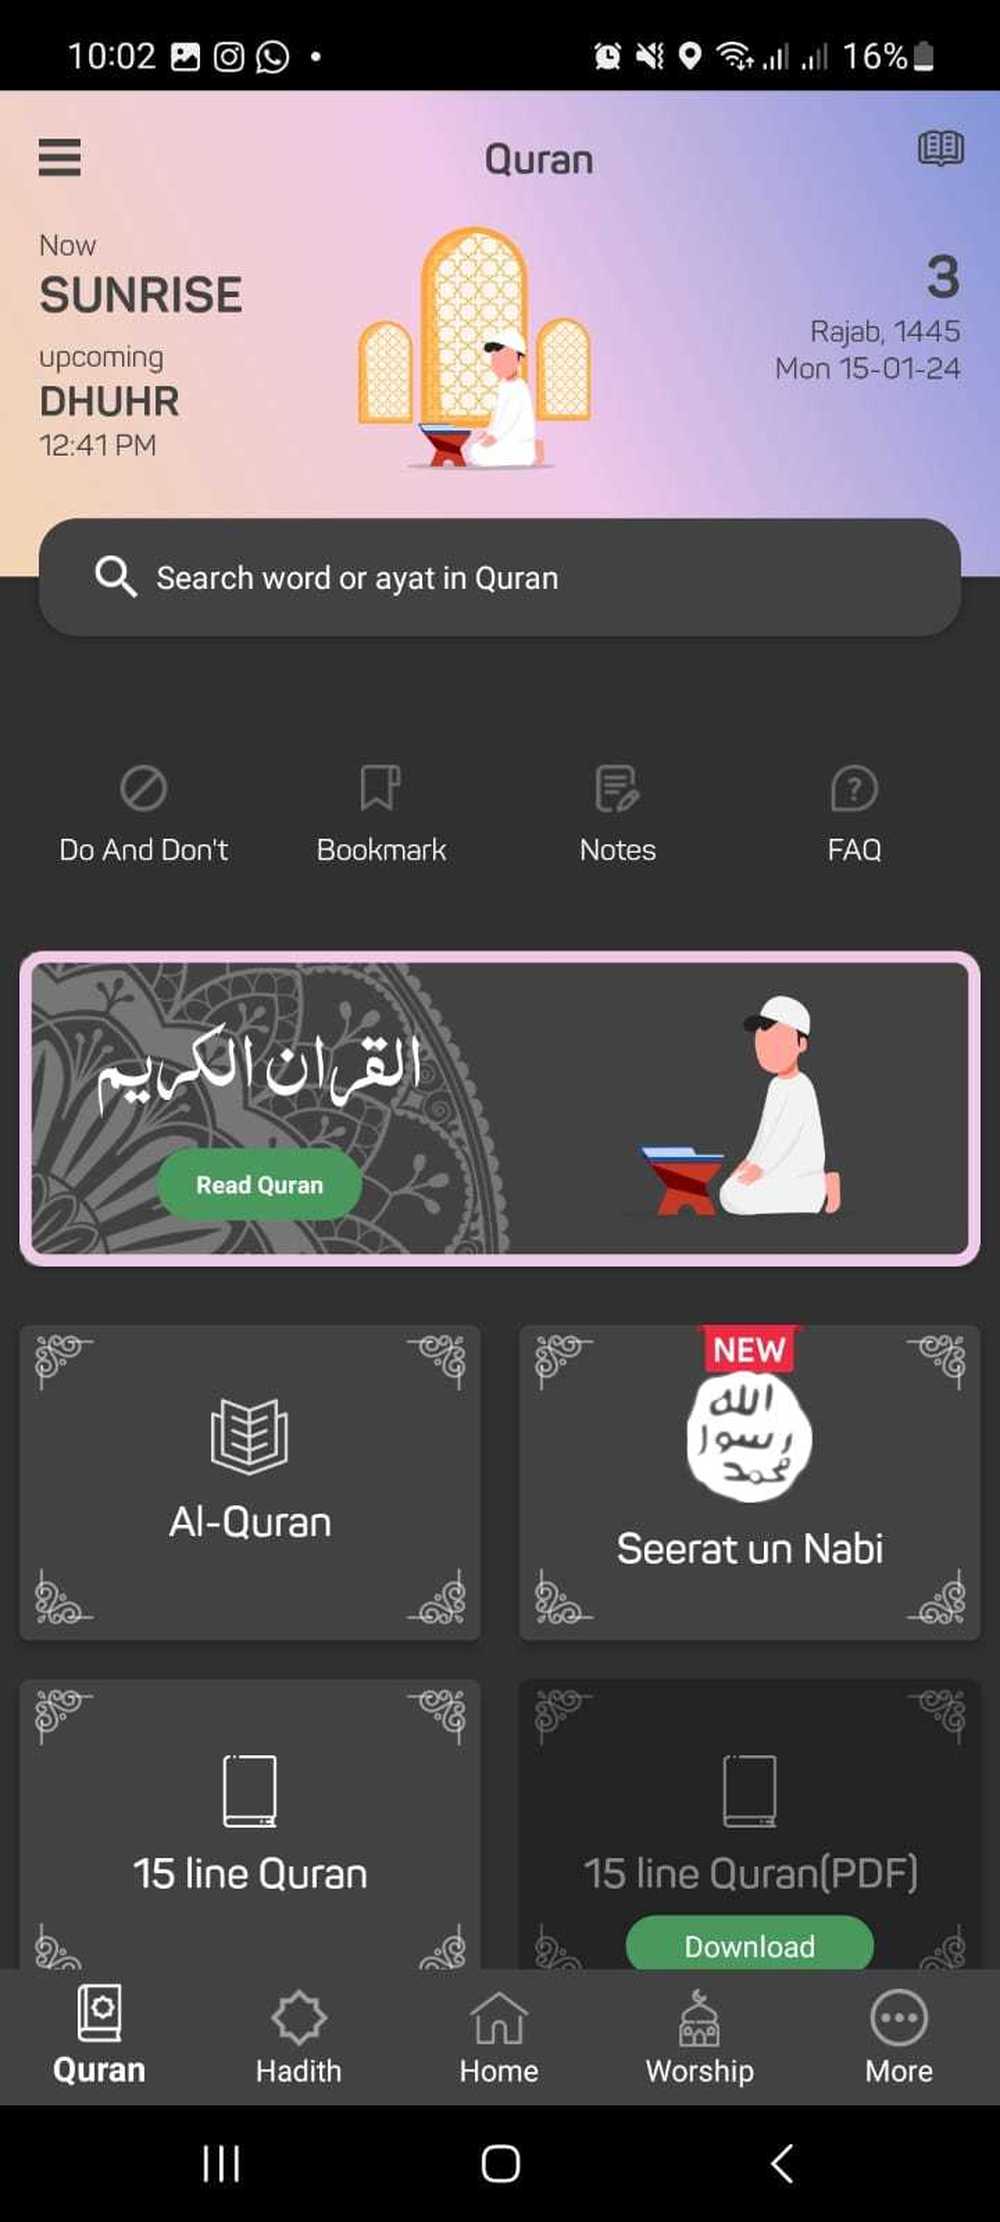 10:02
16%
Quran
Now
SUNRISE
upcoming
DHUHR
12:41 PM
3
Rajab, 1445
Mon 15-01-24
Search word or ayat in Quran
Do And Don't
Bookmark
Notes
FAQ
القران الكريم
Read Quran
Al-Quran
NEW
الله
رسول
محمد
Seerat un Nabi
15 line Quran
15 line Quran(PDF)
Download
Quran
Hadith
Home
Worship
More